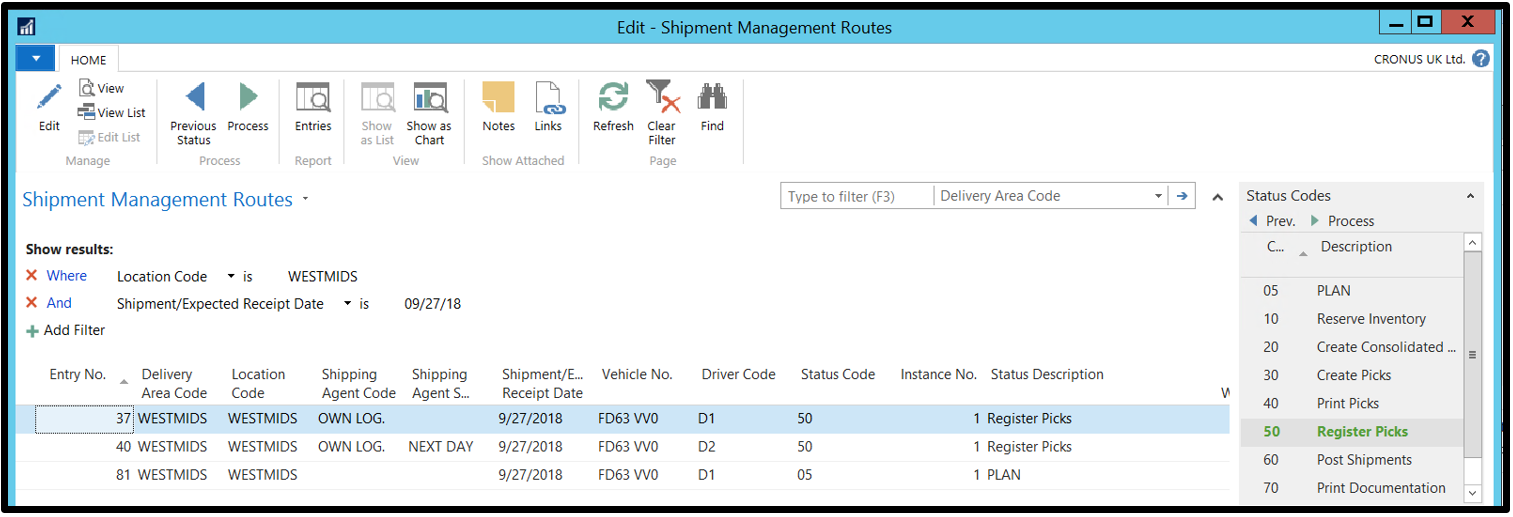 Edit - Shipment Management Routes
HOME
CRONUS UK Ltd.
Edit
View
View List
Edit List
Manage
Previous Status
Process
Process
Entries
Report
Show as List
Show as Chart
View
Notes
Links
Show Attached
Refresh
Clear Filter
Find
Page
Shipment Management Routes
Type to filter (F3) Delivery Area Code
Show results:
Where Location Code is WESTMIDS
And Shipment/Expected Receipt Date is 09/27/18
Add Filter
Entry No. Delivery Location Shipping Shipping Shipment/E... Vehicle No. Driver Code Status Code Instance No. Status Description
Area Code Code Agent Code Agent S... Receipt Date
37 WESTMIDS WESTMIDS OWN LOG. 9/27/2018 FD63 VV0 D1 50 1 Register Picks
40 WESTMIDS WESTMIDS OWN LOG. NEXT DAY 9/27/2018 FD63 VV0 D2 50 1 Register Picks
81 WESTMIDS WESTMIDS 9/27/2018 FD63 VV0 D1 05 1 PLAN
Status Codes
Prev. Process
C... Description
05 PLAN
10 Reserve Inventory
20 Create Consolidated ...
30 Create Picks
40 Print Picks
50 Register Picks
60 Post Shipments
70 Print Documentation